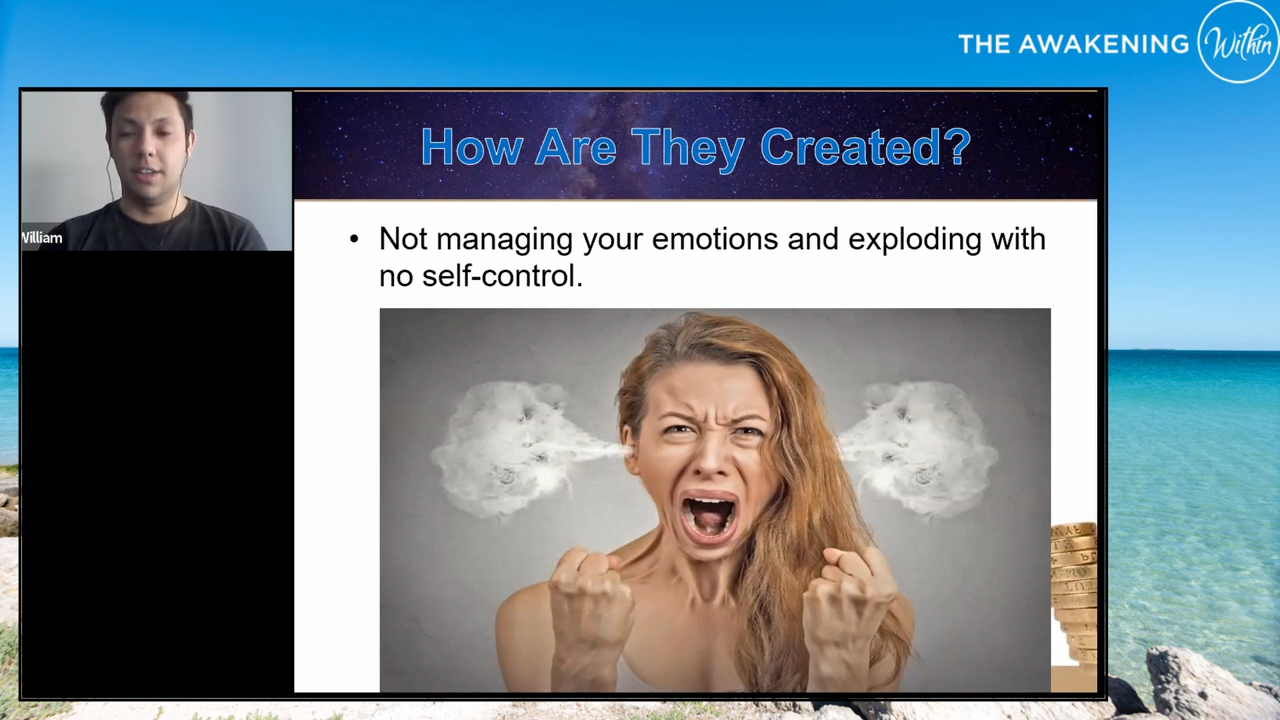 THE AWAKENING Within
How Are They Created?
William
• Not managing your emotions and exploding with
no self-control.